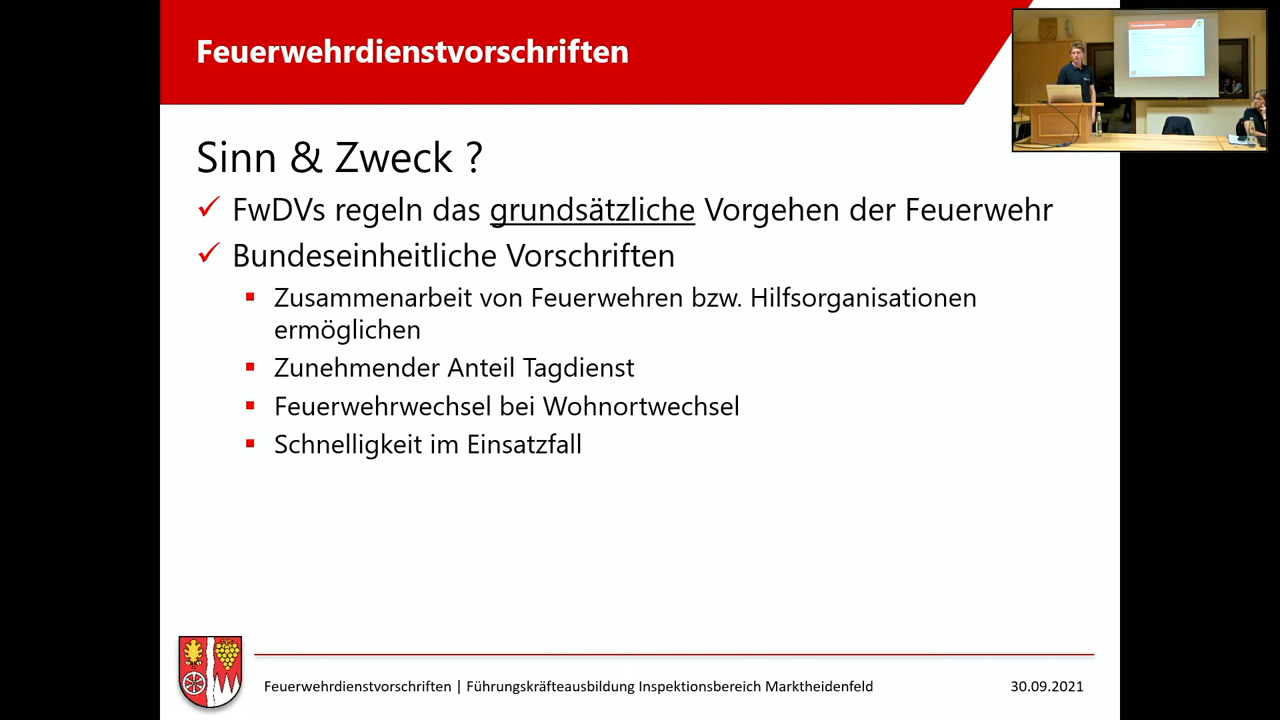 Feuerwehrdienstvorschriften
Sinn & Zweck ?
FwDVs regeln das grundsätzliche Vorgehen der Feuerwehr
Bundeseinheitliche Vorschriften
Zusammenarbeit von Feuerwehren bzw. Hilfsorganisationen
ermöglichen
Zunehmender Anteil Tagdienst
Feuerwehrwechsel bei Wohnortwechsel
Schnelligkeit im Einsatzfall
Feuerwehrdienstvorschriften | Führungskräfteausbildung Inspektionsbereich Marktheidenfeld
30.09.2021